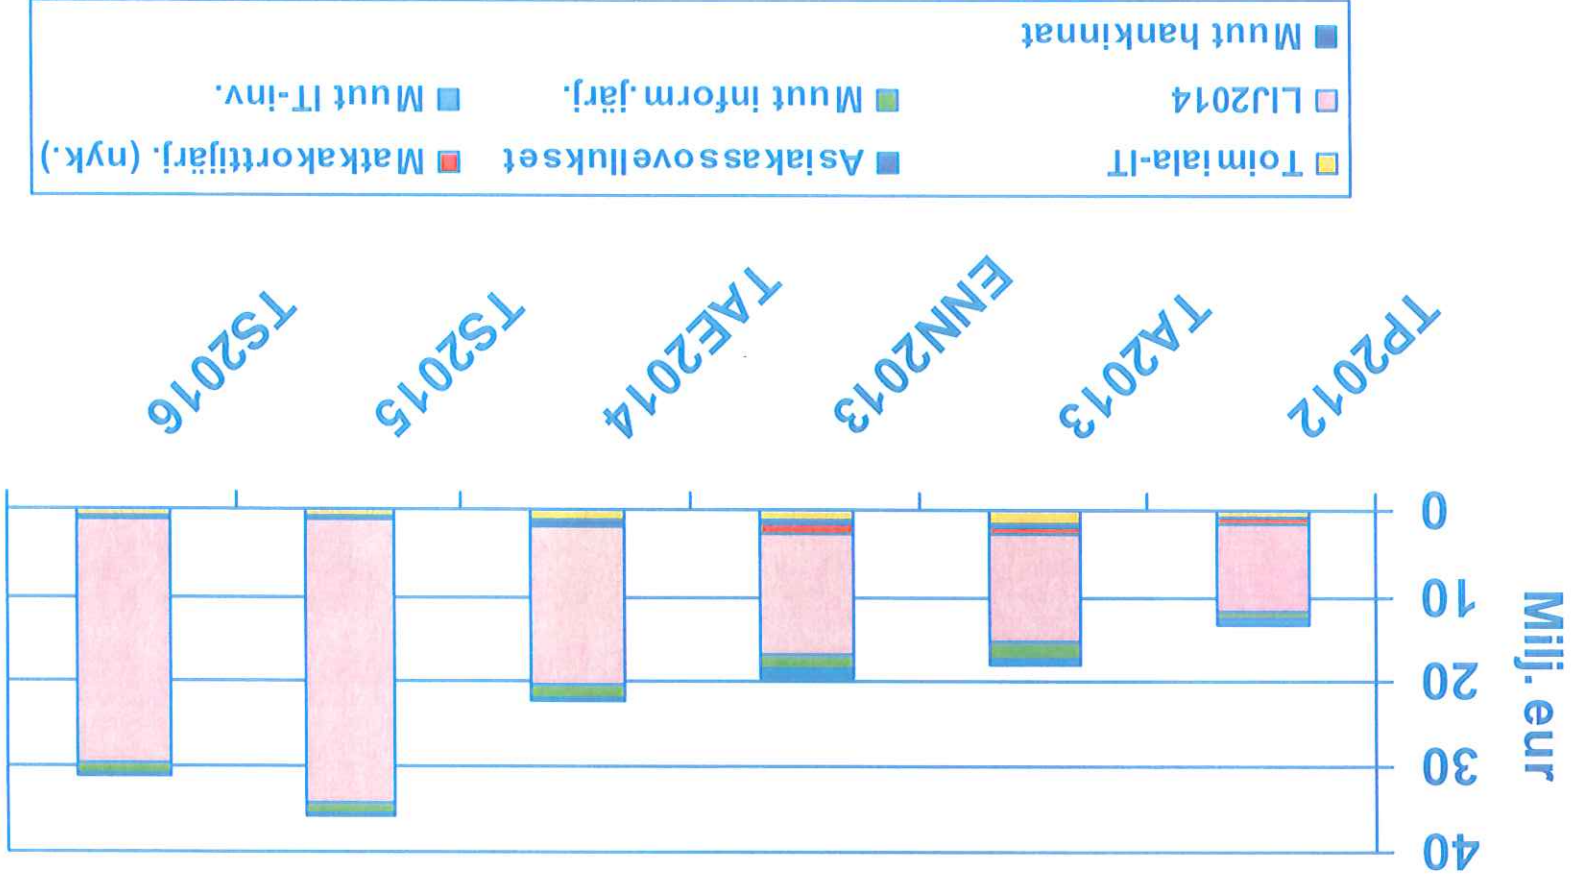 Milj. eur
40
30
20
10
0
TP2012
TA2013
ENN2013
TAE2014
TS2015
TS2016
Toimiala-IT
Asiakassovellukset
Matkakorttijärj. (nyk.)
LIJ2014
Muut inform.järj.
Muut IT-inv.
Muut hankinnat